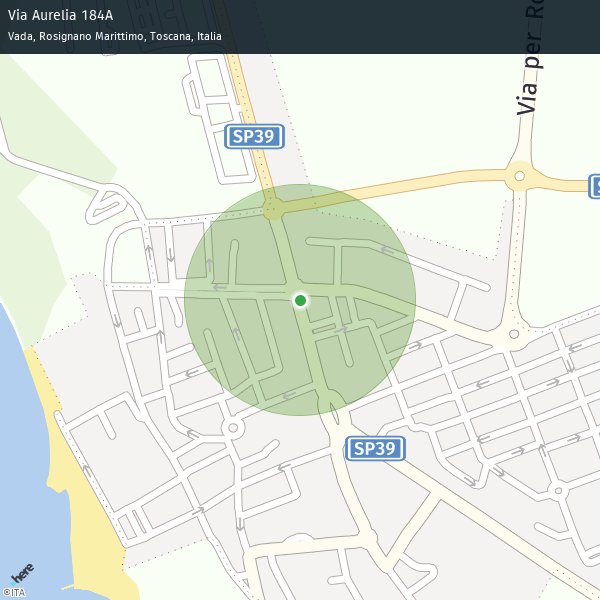 Via Aurelia 184A
Vada, Rosignano Marittimo, Toscana, Italia
Via per Ro
SP39
SP39
here
©ITA